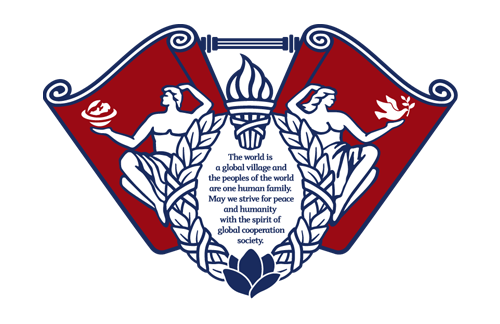 The world is
a global village and
the peoples of the world
are one human family.
May we strive for peace
and humanity
with the spirit of
global cooperation
society.